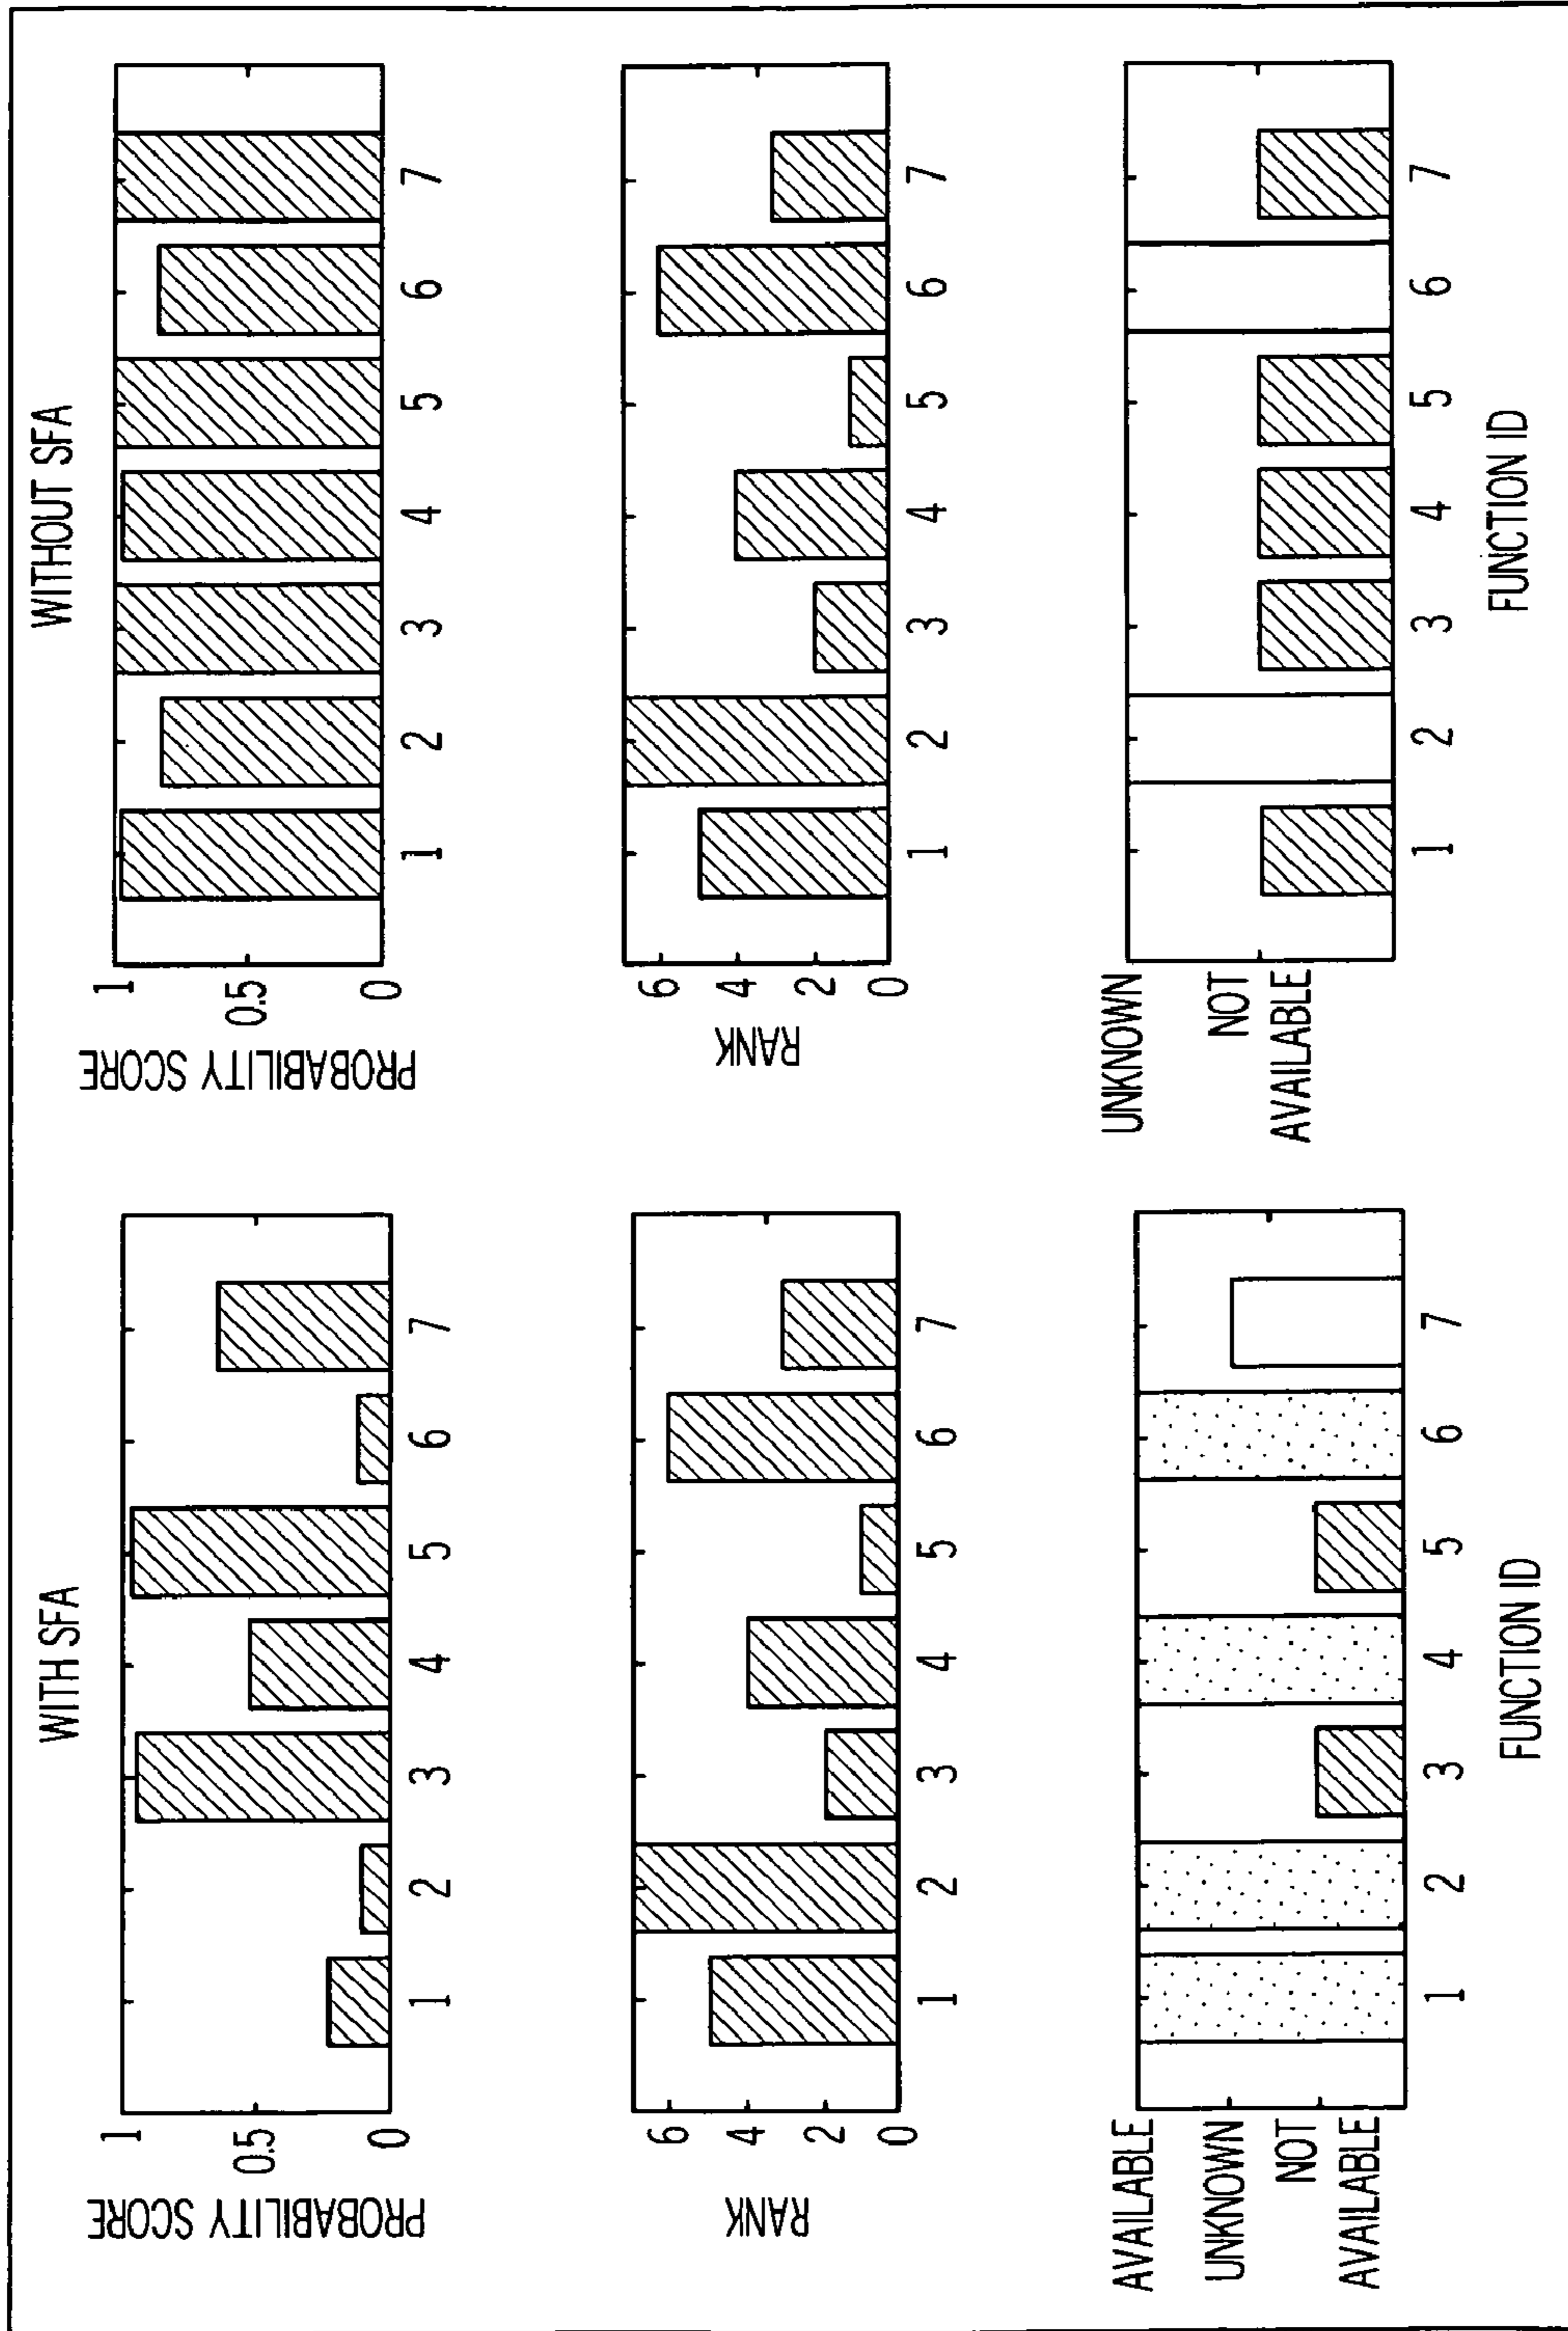 WITH SFA
PROBABILITY SCORE
1
0.5
0
1 2 3 4 5 6 7
RANK
6
4
2
0
1 2 3 4 5 6 7
AVAILABLE
UNKNOWN
NOT
AVAILABLE
1 2 3 4 5 6 7
FUNCTION ID
WITHOUT SFA
PROBABILITY SCORE
1
0.5
0
1 2 3 4 5 6 7
RANK
6
4
2
0
1 2 3 4 5 6 7
UNKNOWN
NOT
AVAILABLE
1 2 3 4 5 6 7
FUNCTION ID